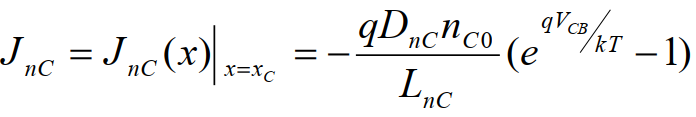 J_{nC} = J_{nC}(x)|_{x=x_C} = -\frac{qD_{nC}n_{C0}}{L_{nC}}(e^{qV_{CB}/kT} - 1)